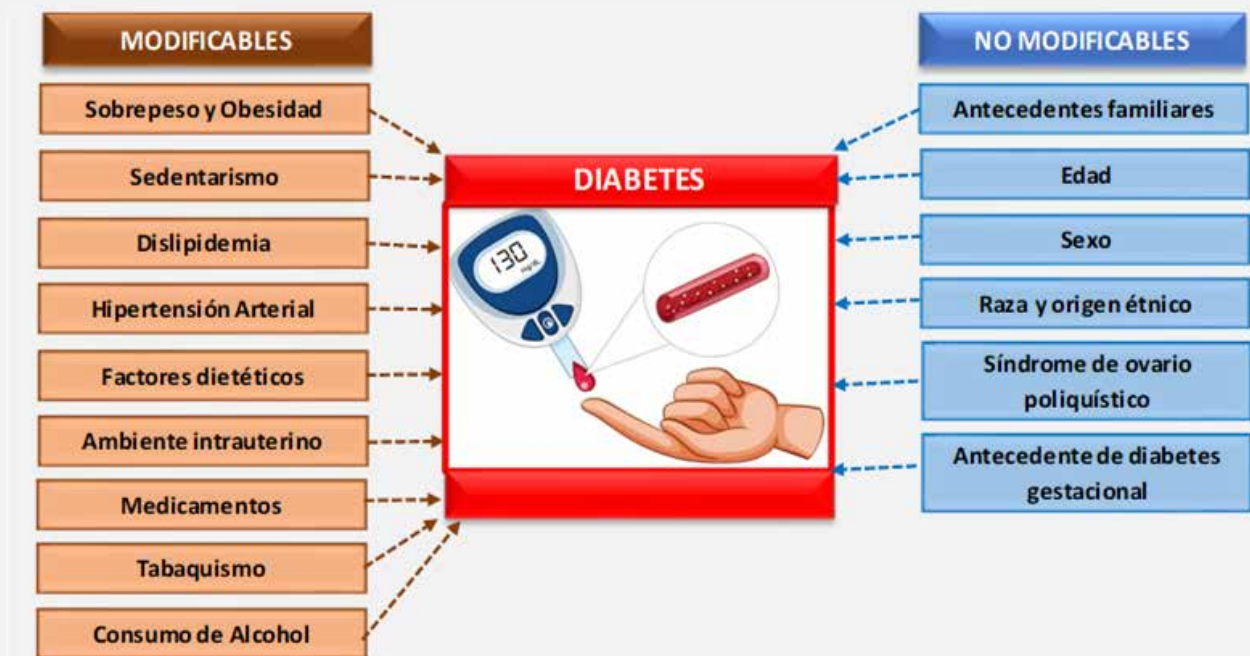 MODIFICABLES
Sobrepeso y Obesidad
Sedentarismo
Dislipidemia
Hipertensión Arterial
Factores dietéticos
Ambiente intrauterino
Medicamentos
Tabaquismo
Consumo de Alcohol
DIABETES
130
mg/dL
NO MODIFICABLES
Antecedentes familiares
Edad
Sexo
Raza y origen étnico
Síndrome de ovario
poliquístico
Antecedente de diabetes
gestacional